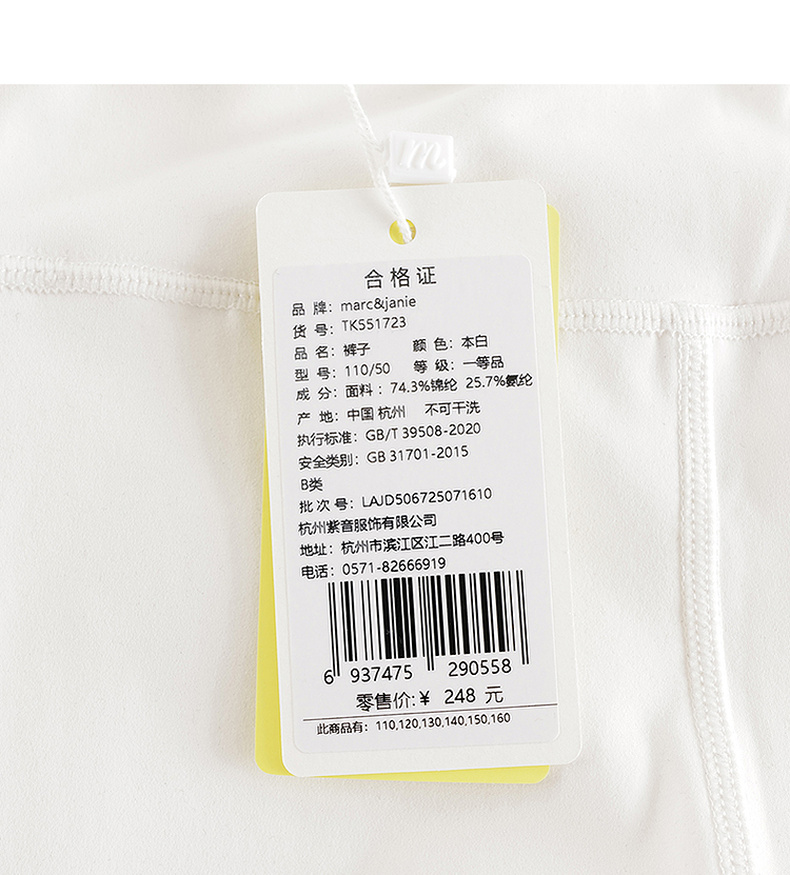 m
合格证
品 牌：marc&janie
货 号：TK551723
品 名：裤子 颜 色：本白
型 号：110/50 等 级：一等品
成 分：面料：74.3%锦纶 25.7%氨纶
产 地：中国 杭州 不可干洗
执行标准：GB/T 39508-2020
安全类别：GB 31701-2015
B类
批 次 号：LAJD506725071610
杭州紫音服饰有限公司
地址：杭州市滨江区江二路400号
电话：0571-82666919
6 937475 290558
零售价:¥ 248 元
此商品有：110,120,130,140,150,160